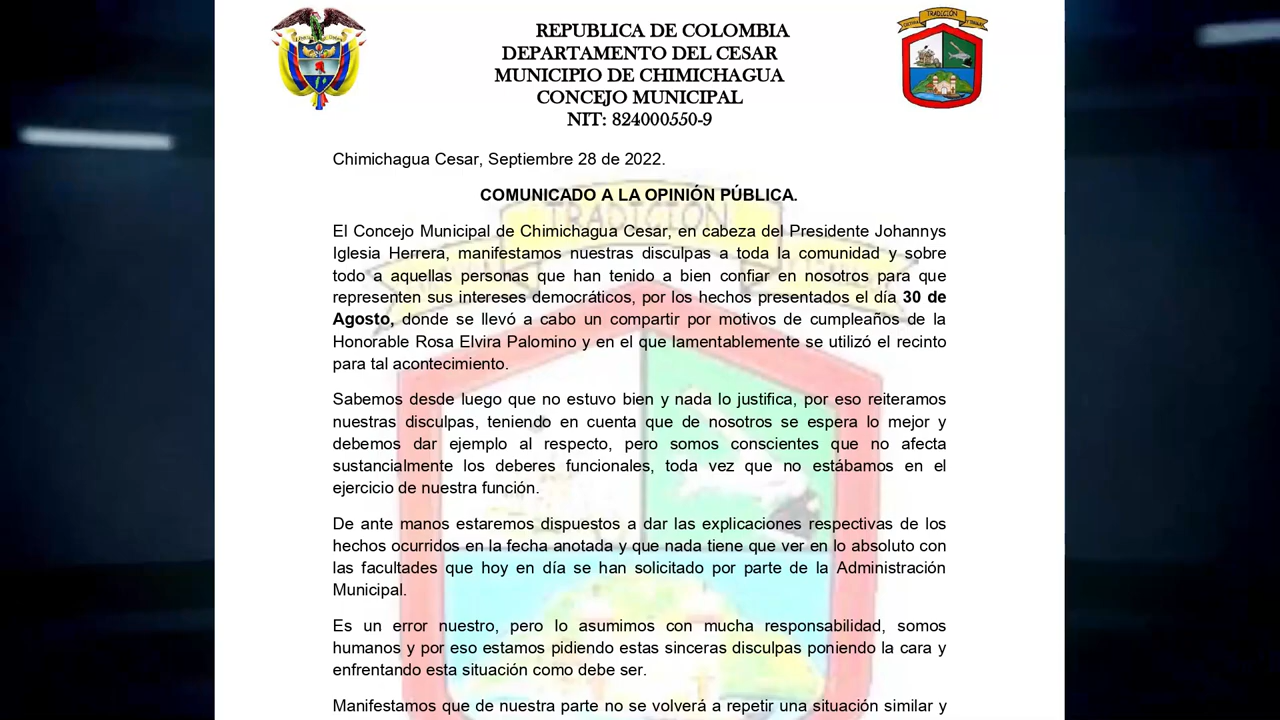 REPUBLICA DE COLOMBIA
DEPARTAMENTO DEL CESAR
MUNICIPIO DE CHIMICHAGUA
CONCEJO MUNICIPAL
NIT: 824000550-9
TRADICIÓN
Chimichagua Cesar, Septiembre 28 de 2022.
COMUNICADO A LA OPINIÓN PÚBLICA.
TRADICIÓN
El Concejo Municipal de Chimichagua Cesar, en cabeza del Presidente Johannys
Iglesia Herrera, manifestamos nuestras disculpas a toda la comunidad y sobre
todo a aquellas personas que han tenido a bien confiar en nosotros para que
representen sus intereses democráticos, por los hechos presentados el día 30 de
Agosto, donde se llevó a cabo un compartir por motivos de cumpleaños de la
Honorable Rosa Elvira Palomino y en el que lamentablemente se utilizó el recinto
para tal acontecimiento.
Sabemos desde luego que no estuvo bien y nada lo justifica, por eso reiteramos
nuestras disculpas, teniendo en cuenta que de nosotros se espera lo mejor y
debemos dar ejemplo al respecto, pero somos conscientes que no afecta
sustancialmente los deberes funcionales, toda vez que no estábamos en el
ejercicio de nuestra función.
De ante manos estaremos dispuestos a dar las explicaciones respectivas de los
hechos ocurridos en la fecha anotada y que nada tiene que ver en lo absoluto con
las facultades que hoy en día se han solicitado por parte de la Administración
Municipal.
Es un error nuestro, pero lo asumimos con mucha responsabilidad, somos
humanos y por eso estamos pidiendo estas sinceras disculpas poniendo la cara y
enfrentando esta situación como debe ser.
Manifestamos que de nuestra parte no se volverá a repetir una situación similar y